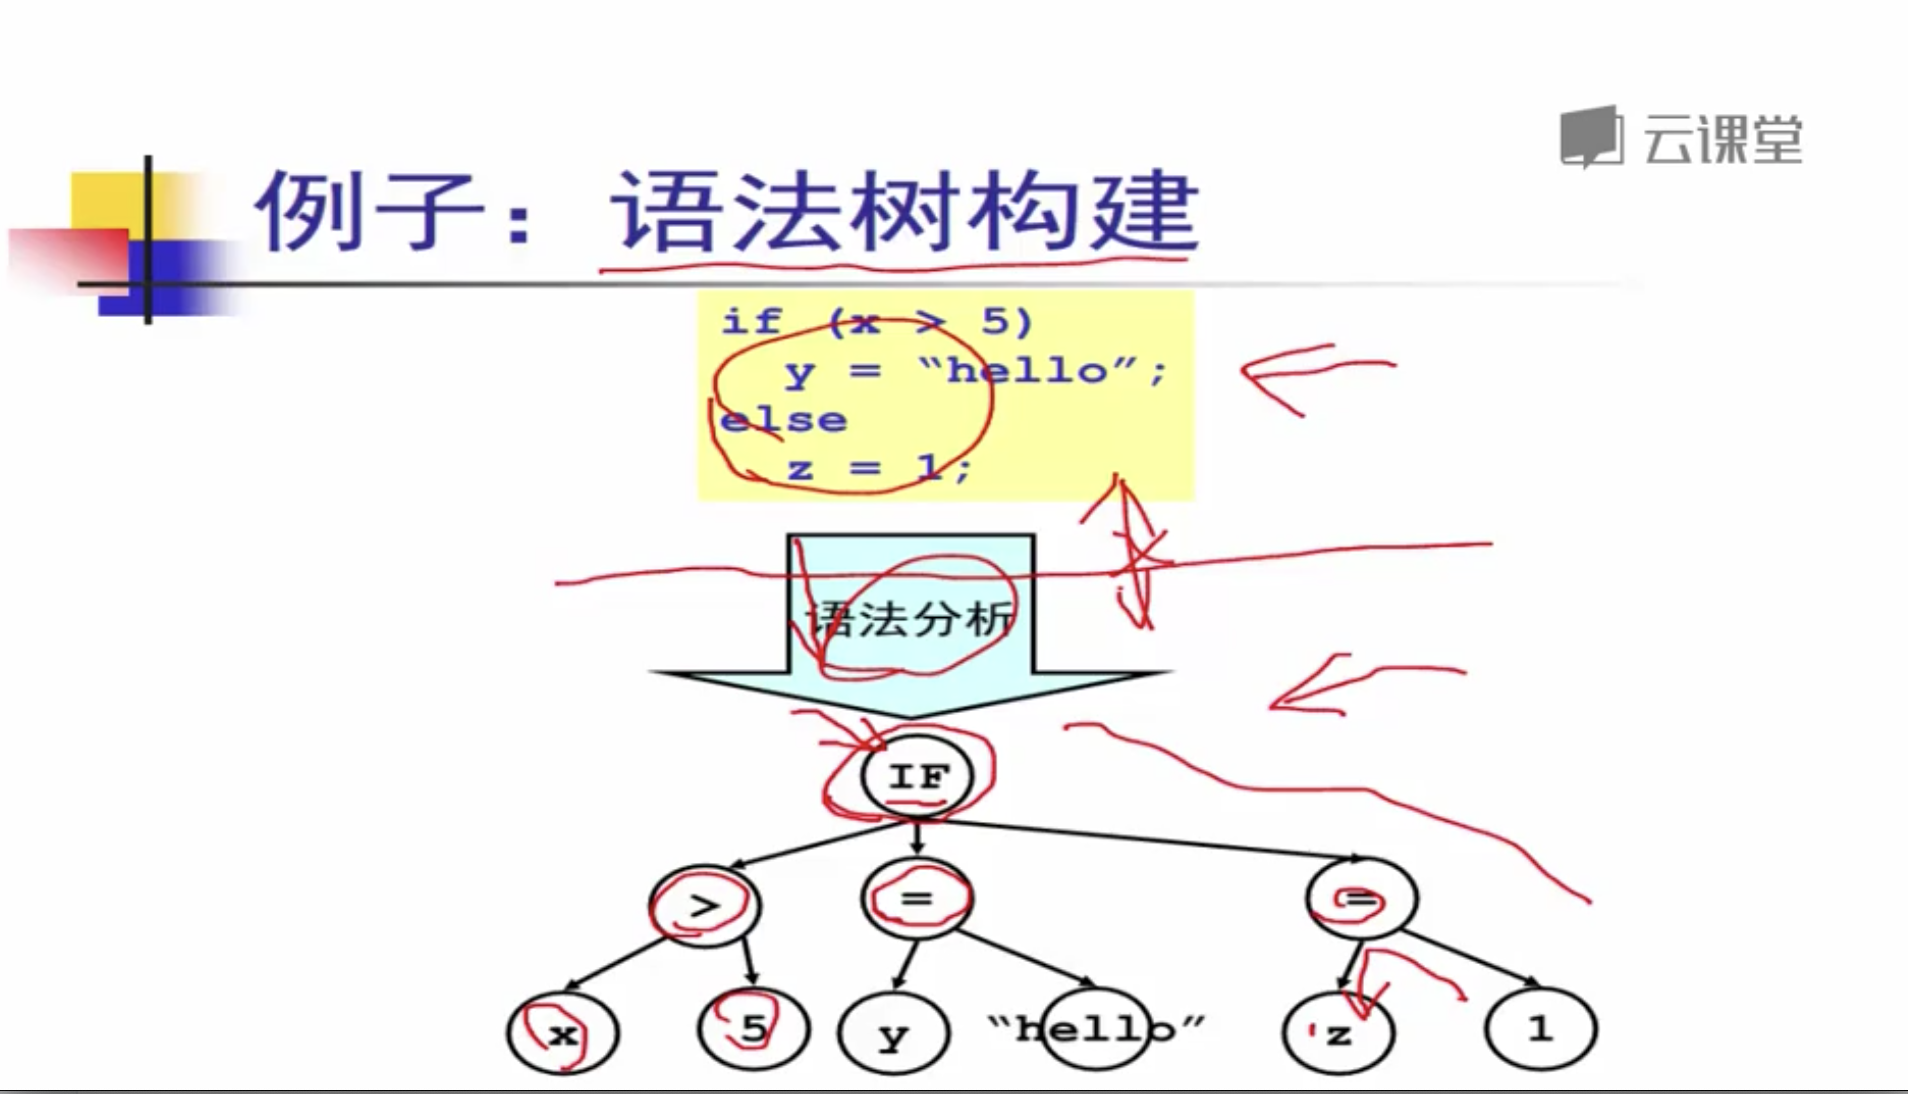 云课堂
例子：语法树构建
if (x > 5)
y = “hello”;
else
z = 1;
语法分析
IF
> = =
x 5 y “hello” z 1